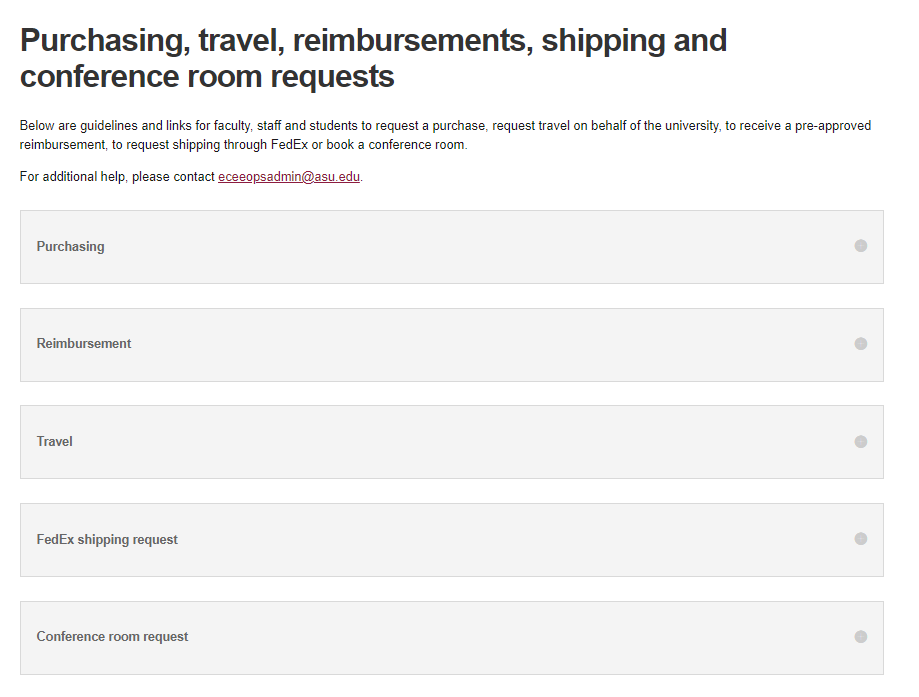 Purchasing, travel, reimbursements, shipping and
conference room requests
Below are guidelines and links for faculty, staff and students to request a purchase, request travel on behalf of the university, to receive a pre-approved
reimbursement, to request shipping through FedEx or book a conference room.
For additional help, please contact eceeopsadmin@asu.edu.
Purchasing
Reimbursement
Travel
FedEx shipping request
Conference room request